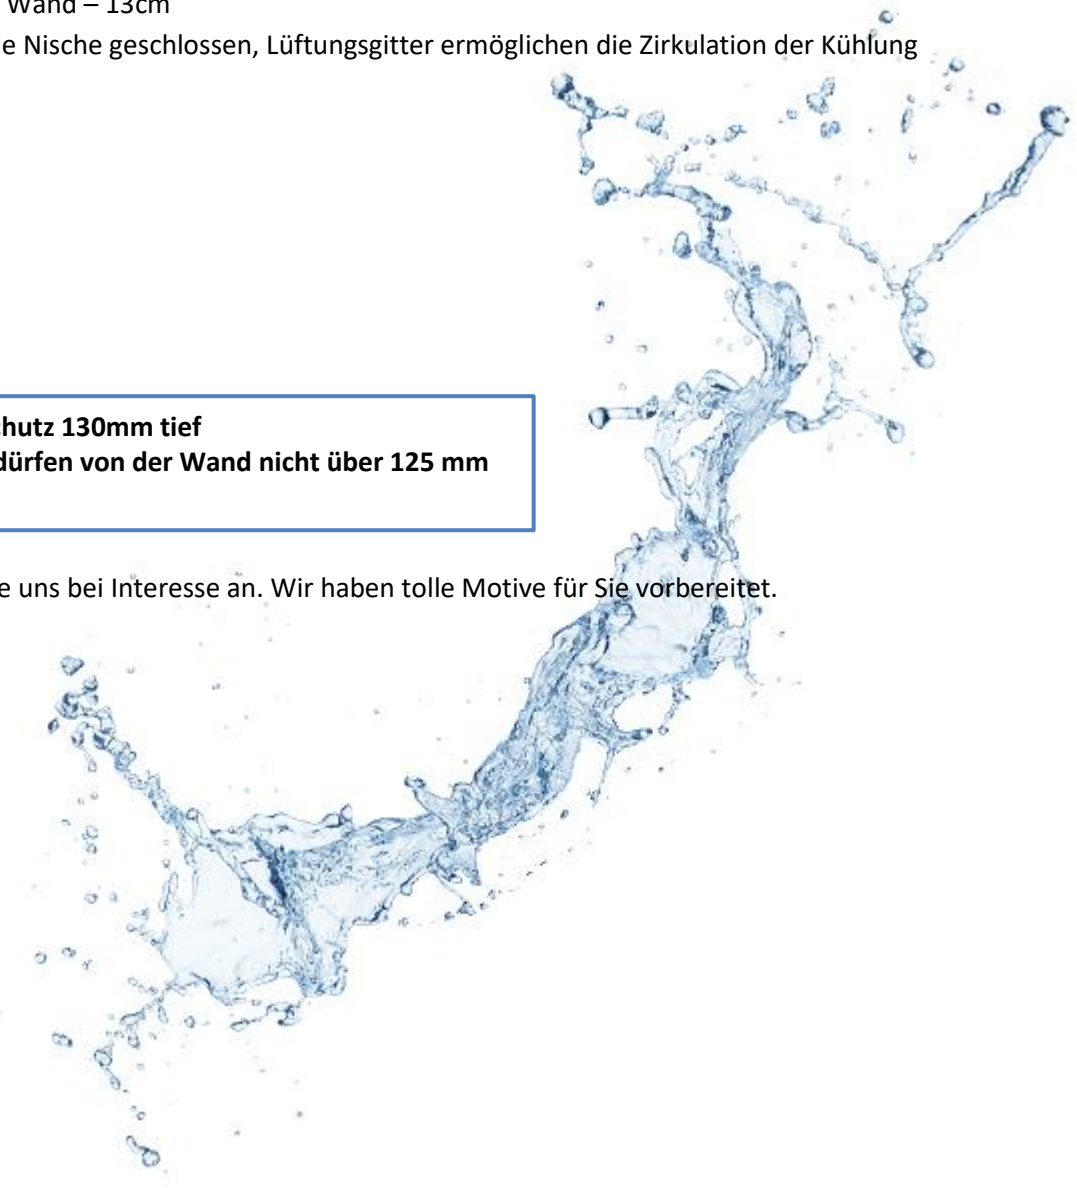 Wand – 13cm
e Nische geschlossen, Lüftungsgitter ermöglichen die Zirkulation der Kühlung
hutz 130mm tief
dürfen von der Wand nicht über 125 mm
e uns bei Interesse an. Wir haben tolle Motive für Sie vorbereitet.